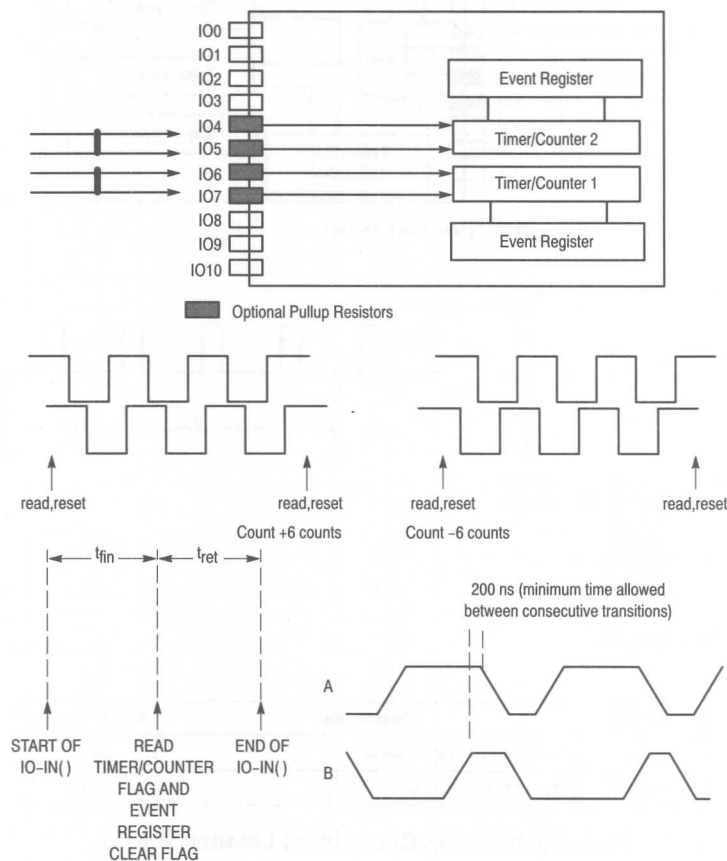 IO0
IO1
IO2
IO3
IO4
IO5
IO6
IO7
IO8
IO9
IO10
Event Register
Timer/Counter 2
Timer/Counter 1
Event Register
Optional Pullup Resistors
read,reset
read,reset
Count +6 counts
read,reset
read,reset
Count –6 counts
tfin
tret
START OF
IO–IN( )
READ
TIMER/COUNTER
FLAG AND
EVENT
REGISTER
CLEAR FLAG
END OF
IO–IN( )
200 ns (minimum time allowed
between consecutive transitions)
A
B